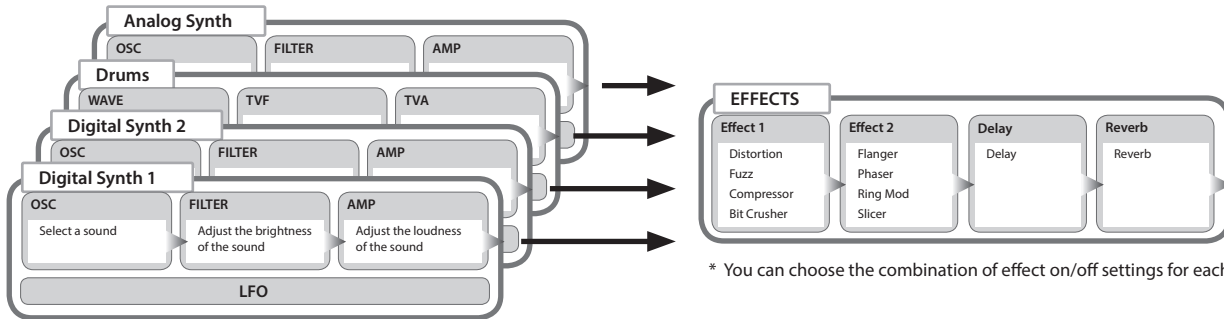 Analog Synth
OSC FILTER AMP
Drums
WAVE TVF TVA
Digital Synth 2
OSC FILTER AMP
Digital Synth 1
OSC FILTER AMP
Select a sound
Adjust the brightness
of the sound
Adjust the loudness
of the sound
LFO
EFFECTS
Effect 1
Distortion
Fuzz
Compressor
Bit Crusher
Effect 2
Flanger
Phaser
Ring Mod
Slicer
Delay
Delay
Reverb
Reverb
* You can choose the combination of effect on/off settings for each